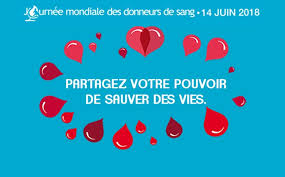 Journée mondiale des donneurs de sang • 14 JUIN 2018
PARTAGEZ VOTRE POUVOIR
DE SAUVER DES VIES.